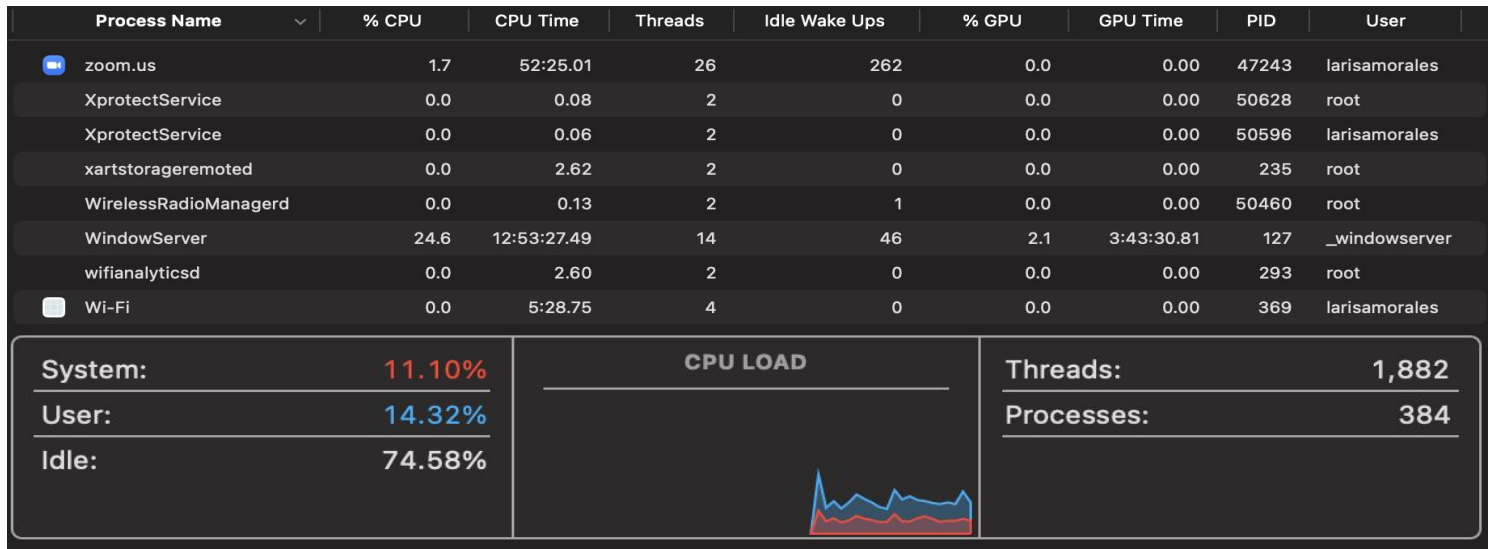 Process Name % CPU CPU Time Threads Idle Wake Ups % GPU GPU Time PID User
zoom.us 1.7 52:25.01 26 262 0.0 0.00 47243 larisamorales
XprotectService 0.0 0.08 2 0 0.0 0.00 50628 root
XprotectService 0.0 0.06 2 0 0.0 0.00 50596 larisamorales
xartstorageremoted 0.0 2.62 2 0 0.0 0.00 235 root
WirelessRadioManagerd 0.0 0.13 2 1 0.0 0.00 50460 root
WindowServer 24.6 12:53:27.49 14 46 2.1 3:43:30.81 127 _windowserver
wifianalyticsd 0.0 2.60 2 0 0.0 0.00 293 root
Wi-Fi 0.0 5:28.75 4 0 0.0 0.00 369 larisamorales
System: 11.10% CPU LOAD Threads: 1,882
User: 14.32% Processes: 384
Idle: 74.58%